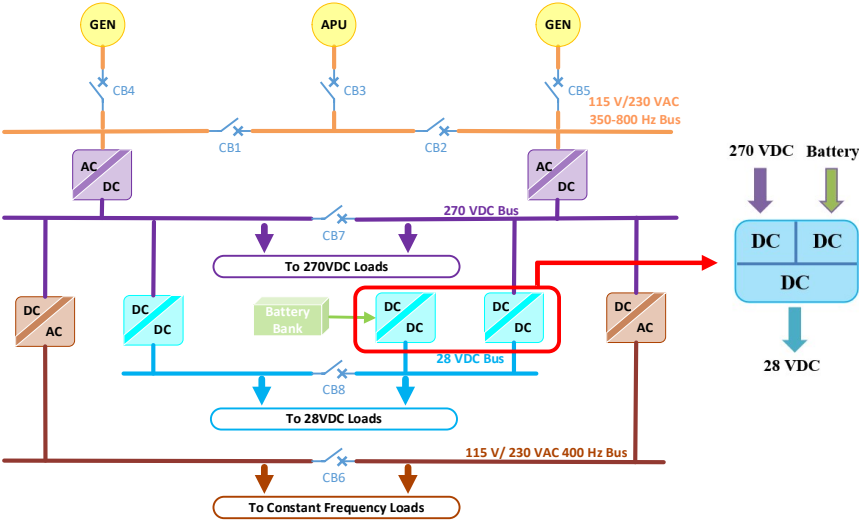 GEN
APU
GEN
CB4
CB3
CB5
115 V/230 VAC
350-800 Hz Bus
CB1
CB2
AC
DC
AC
DC
270 VDC Bus
CB7
To 270VDC Loads
270 VDC
Battery
DC
DC
DC
28 VDC
DC
AC
DC
DC
Battery
Bank
DC
DC
DC
DC
DC
AC
28 VDC Bus
CB8
To 28VDC Loads
115 V/ 230 VAC 400 Hz Bus
CB6
To Constant Frequency Loads